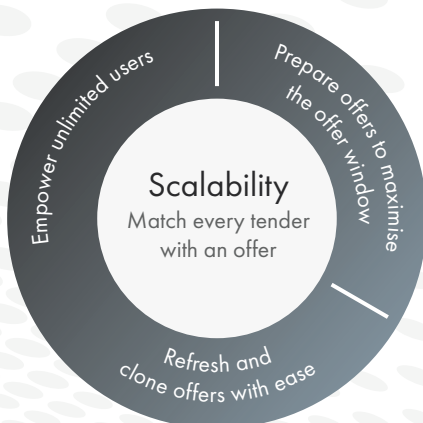 Empower unlimited users
Prepare offers to maximise
the offer window
Scalability
Match every tender
with an offer
Refresh and
clone offers with ease